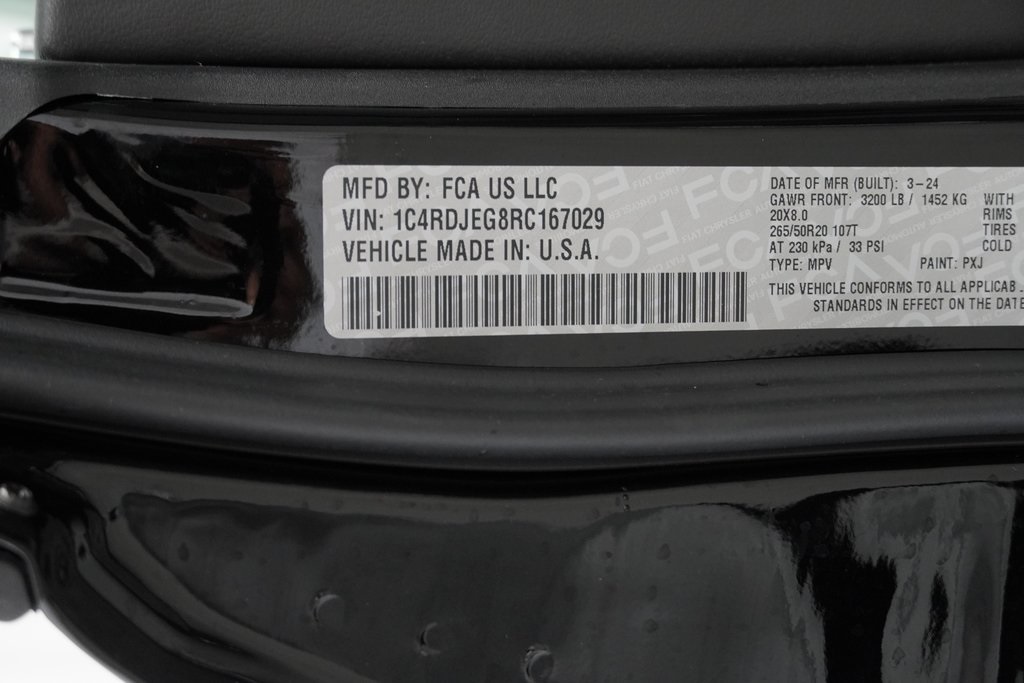 MFD BY: FCA US LLC
VIN: 1C4RDJEG8RC167029
VEHICLE MADE IN: U.S.A.
DATE OF MFR (BUILT): 3-24
GAWR FRONT: 3200 LB / 1452 KG WITH
20X8.0 RIMS
265/50R20 107T TIRES
AT 230 kPa / 33 PSI COLD
TYPE: MPV PAINT: PXJ
THIS VEHICLE CONFORMS TO ALL APPLICAB
STANDARDS IN EFFECT ON THE DATE